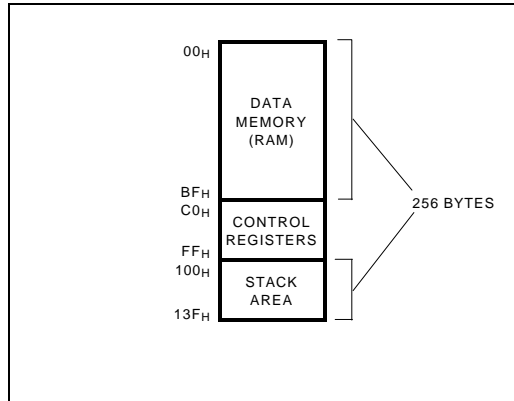 00H
DATA
MEMORY
(RAM)
BFH
C0H
256 BYTES
CONTROL
REGISTERS
FFH
100H
STACK
AREA
13FH